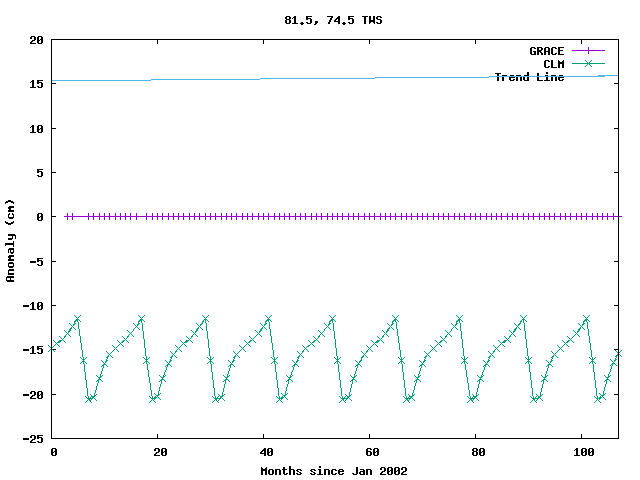 81.5, 74.5 TWS
20
15
10
5
0
-5
-10
-15
-20
-25
Anomaly (cm)
GRACE
CLM
Trend Line
0 20 40 60 80 100
Months since Jan 2002